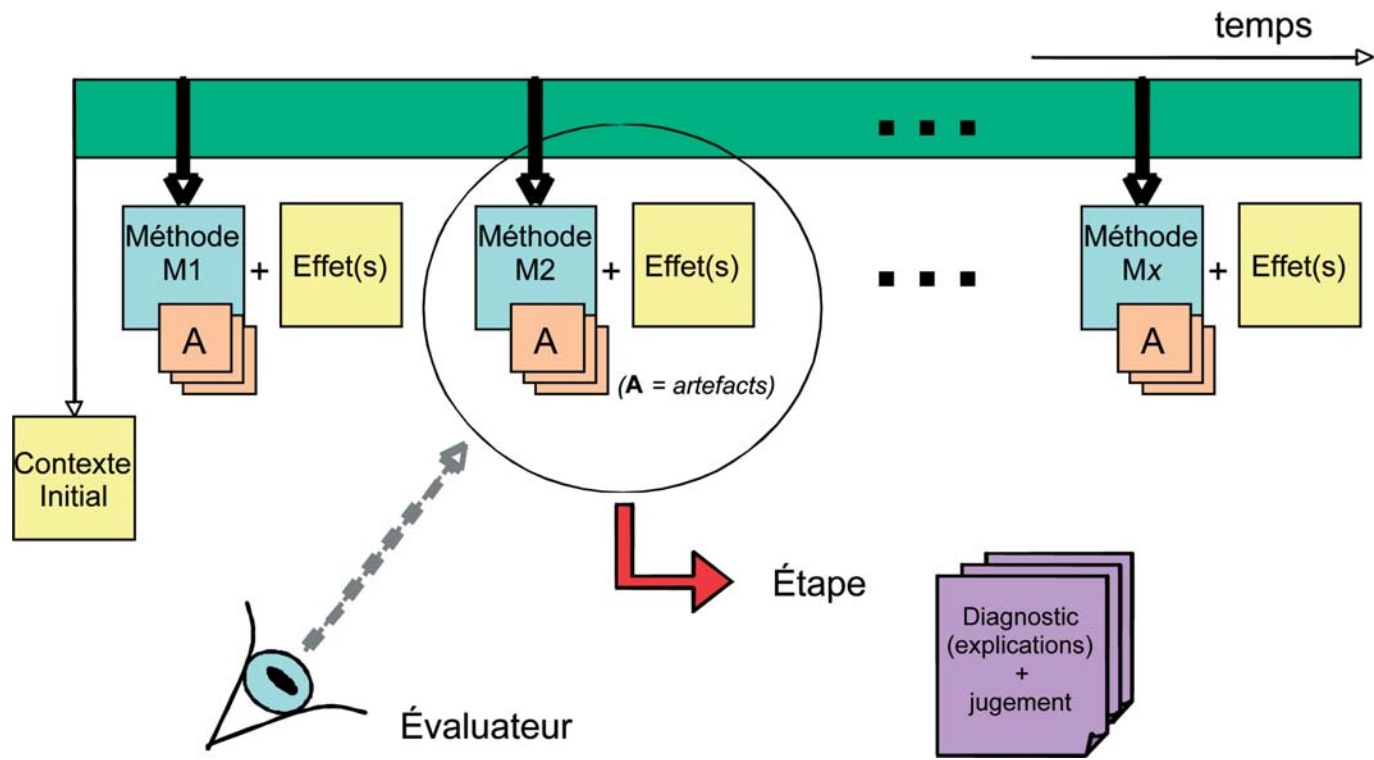 temps
Méthode
M1
+
Effet(s)
A
Méthode
M2
+
Effet(s)
A
(A = artefacts)
...
...
Méthode
Mx
+
Effet(s)
A
Contexte
Initial
Étape
Évaluateur
Diagnostic
(explications)
+
jugement